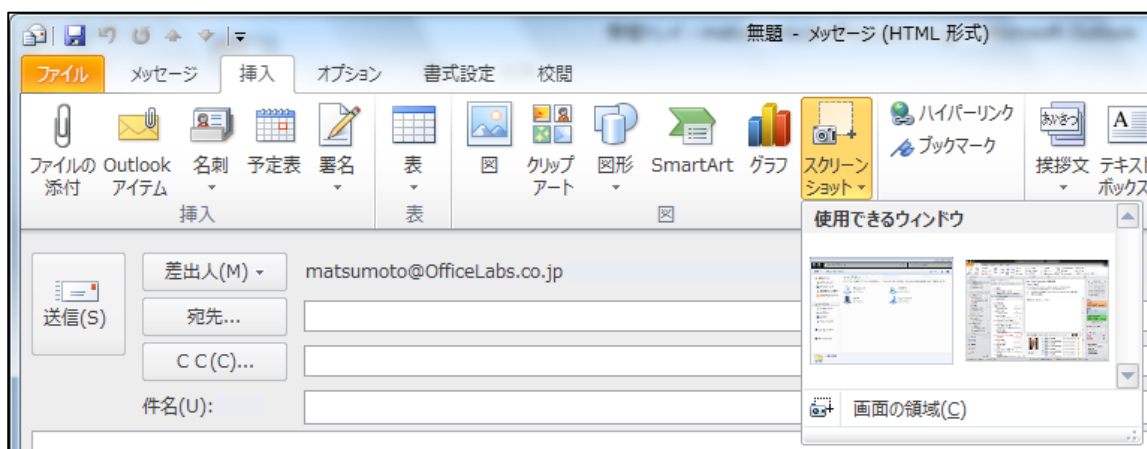 無題 - メッセージ (HTML 形式)
ファイル メッセージ 挿入 オプション 書式設定 校閲
ファイルの添付 Outlook アイテム 名刺 予定表 署名 表 図 クリップアート 図形 SmartArt グラフ スクリーンショット ハイパーリンク ブックマーク 挨拶文 テキスト ボックス
あいさつ A
挿入 表 図
使用できるウィンドウ
差出人(M) matsumoto@OfficeLabs.co.jp
送信(S) 宛先...
CC(C)...
件名(U):
画面の領域(C)